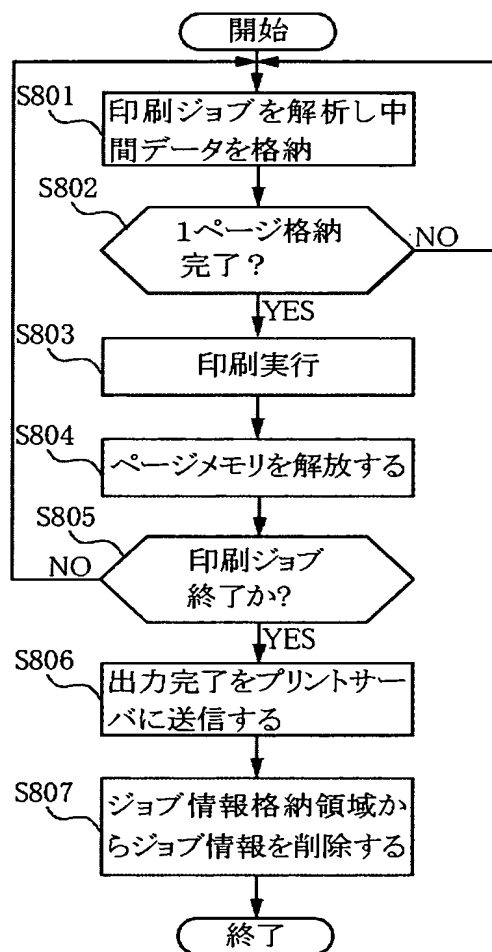 開始
S801
印刷ジョブを解析し中
間データを格納
S802
1ページ格納
完了?
NO
YES
S803
印刷実行
S804
ページメモリを解放する
S805
印刷ジョブ
終了か?
NO
YES
S806
出力完了をプリントサー
バに送信する
S807
ジョブ情報格納領域か
らジョブ情報を削除する
終了